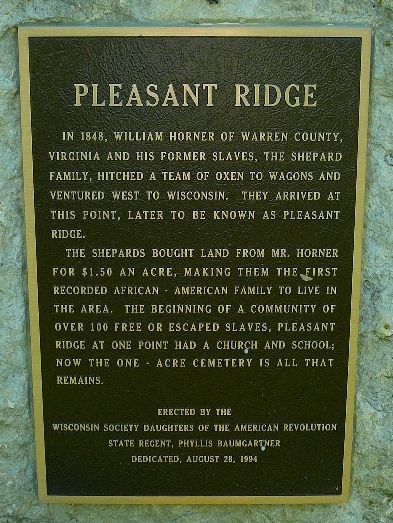 PLEASANT RIDGE
IN 1848, WILLIAM HORNER OF WARREN COUNTY,
VIRGINIA AND HIS FORMER SLAVES, THE SHEPARD
FAMILY, HITCHED A TEAM OF OXEN TO WAGONS AND
VENTURED WEST TO WISCONSIN. THEY ARRIVED AT
THIS POINT, LATER TO BE KNOWN AS PLEASANT
RIDGE.
THE SHEPARDS BOUGHT LAND FROM MR. HORNER
FOR $1.50 AN ACRE, MAKING THEM THE FIRST
RECORDED AFRICAN - AMERICAN FAMILY TO LIVE IN
THE AREA. THE BEGINNING OF A COMMUNITY OF
OVER 100 FREE OR ESCAPED SLAVES, PLEASANT
RIDGE AT ONE POINT HAD A CHURCH AND SCHOOL;
NOW THE ONE - ACRE CEMETERY IS ALL THAT
REMAINS.
ERECTED BY THE
WISCONSIN SOCIETY DAUGHTERS OF THE AMERICAN REVOLUTION
STATE REGENT, PHYLLIS BAUMGARTNER
DEDICATED, AUGUST 28, 1994